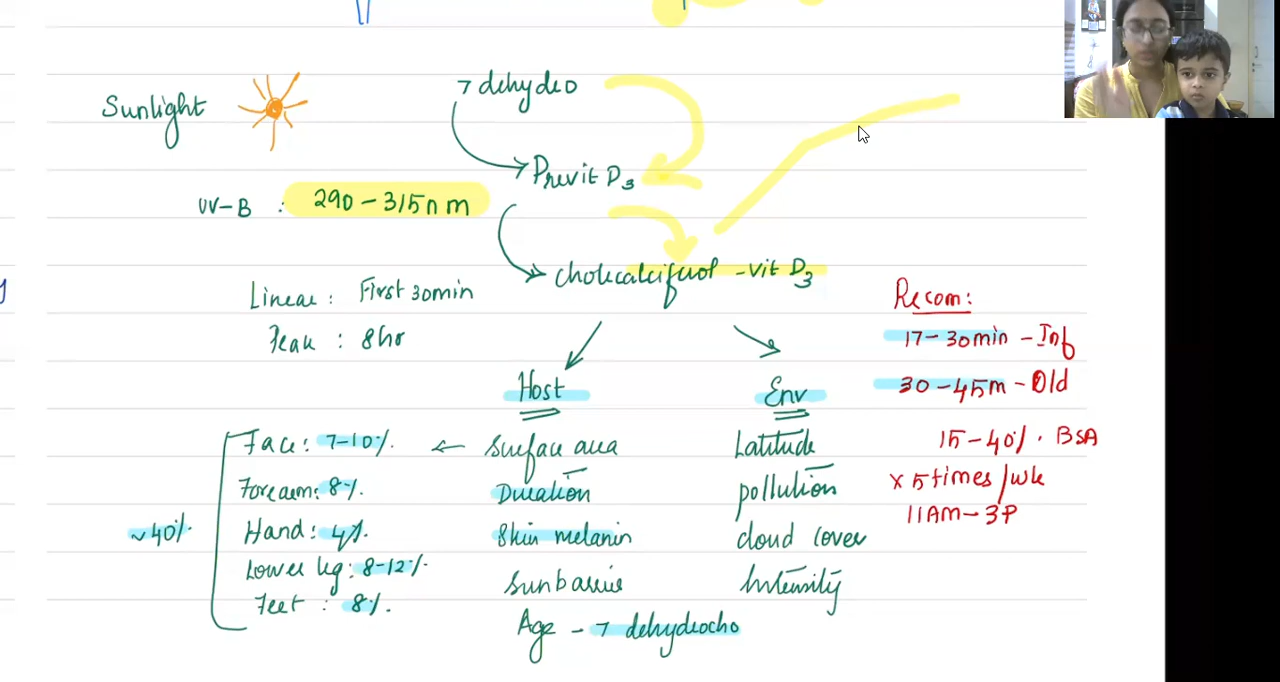 7 dehydro
Sunlight
Previt D3
UV-B : 290-315nm
cholecalciferol - vit D3
Linear : First 30min
Peak : 8hr
Recom:
17-30min - Inf
30-45m - Old
15-40%. BSA
x 5 times/wk
11AM-3P
Host
Env
Face: 7-10%. ← surface area
Forearm: 8%.
Hand: 4%.
Lower leg: 8-12%.
Feet : 8%.
~40%.
Duration
Skin melanin
Sunbarrier
Age - 7 dehydrocho
Latitude
pollution
cloud cover
Intensity